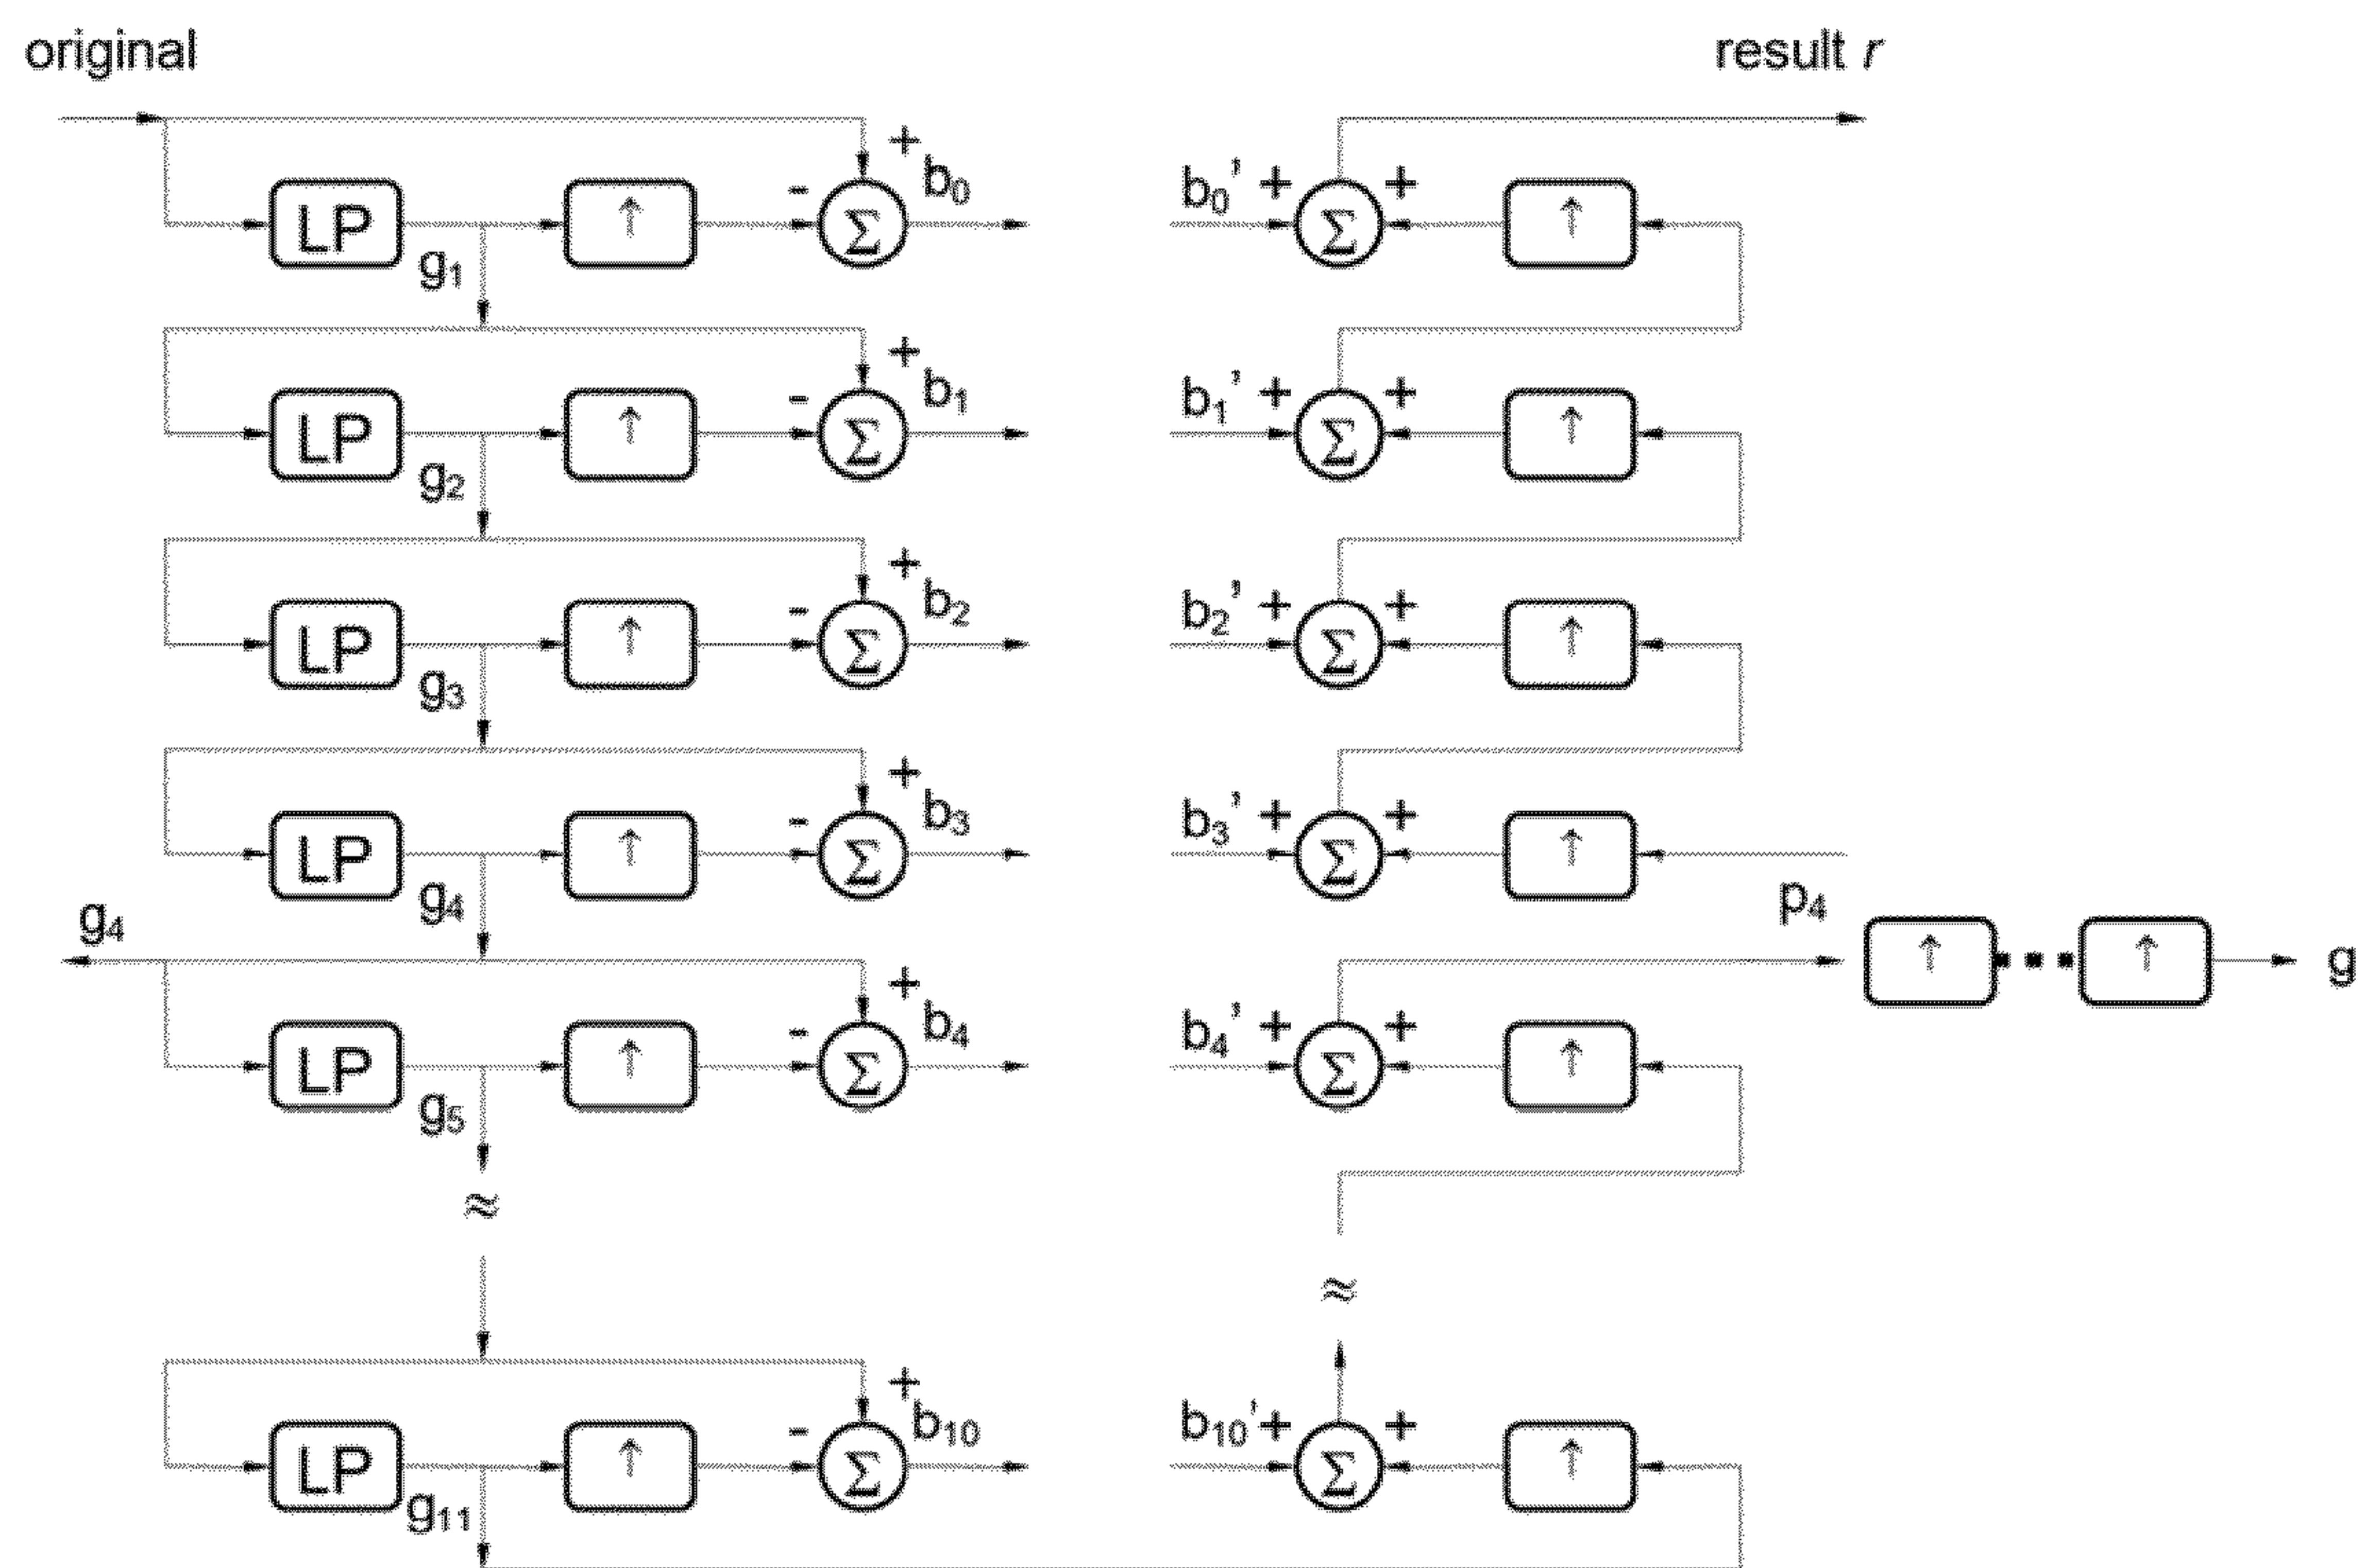 original result r
+ b₀ b₀’ + +
LP ↑ - Σ Σ ↑
g₁
+ b₁ b₁’ + +
LP ↑ - Σ Σ ↑
g₂
+ b₂ b₂’ + +
LP ↑ - Σ Σ ↑
g₃
+ b₃ b₃’ + +
LP ↑ - Σ Σ ↑
g₄ g₄ p₄
↑ ↑ g
+ b₄ b₄’ + +
LP ↑ - Σ Σ ↑
g₅
≈
≈
+ b₁₀ b₁₀’ + +
LP ↑ - Σ Σ ↑
g₁₁